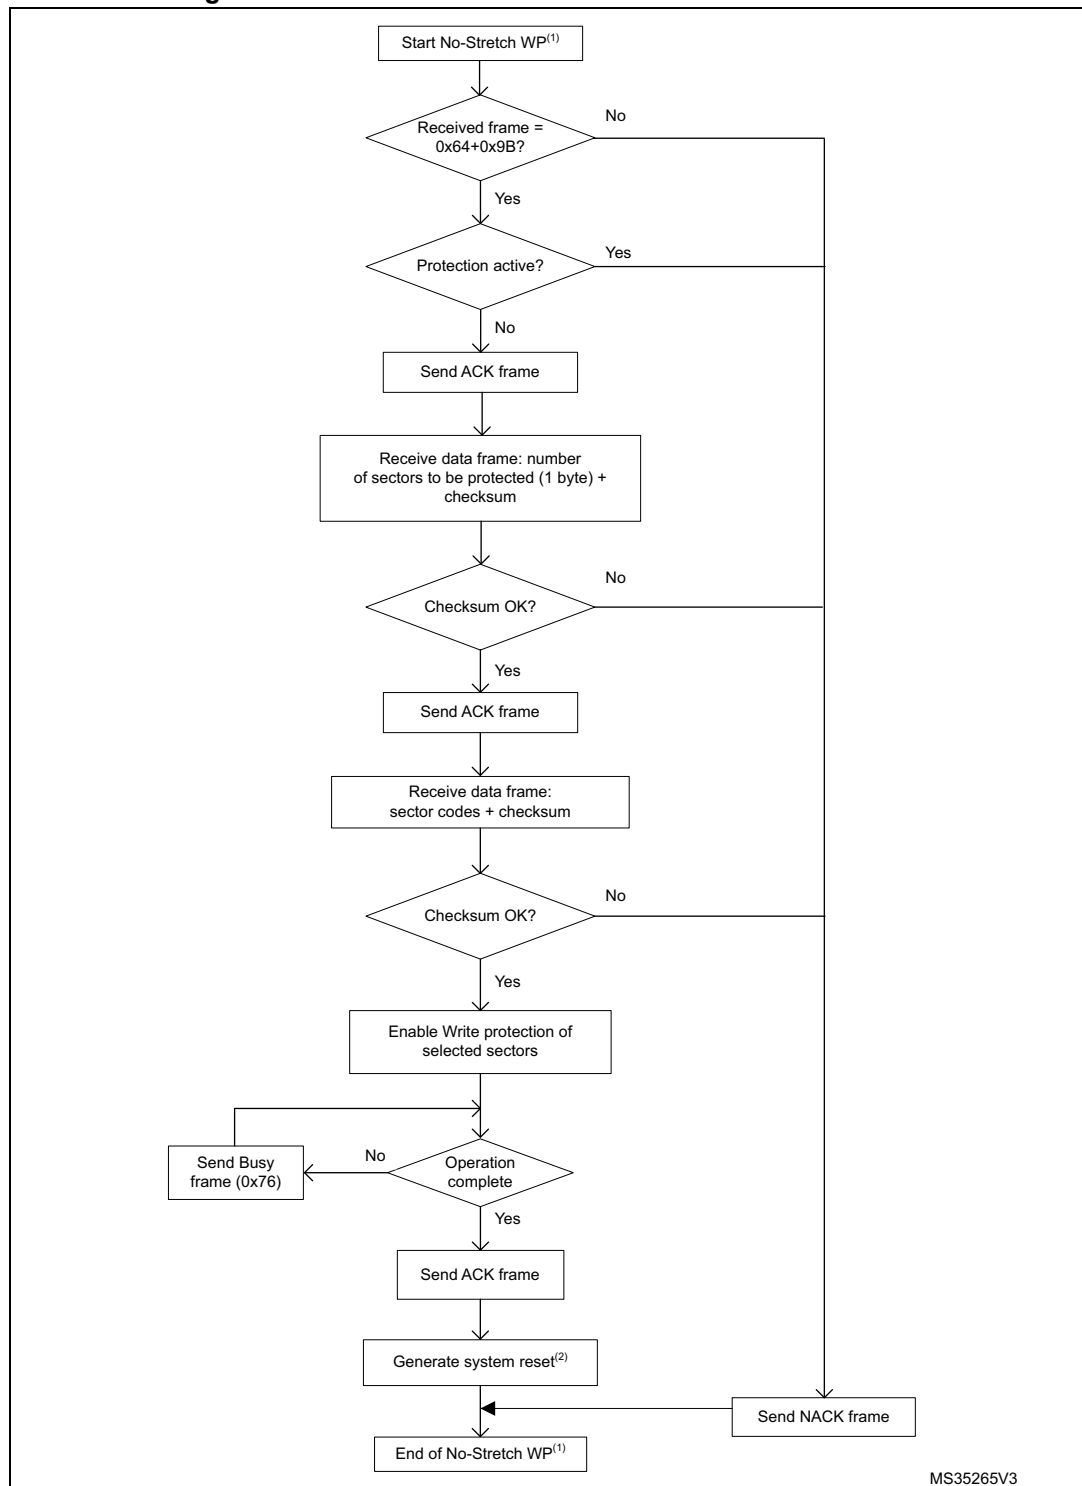 Start No-Stretch WP(1)
No
Received frame =
0x64+0x9B?
Yes
Protection active?
Yes
No
Send ACK frame
Receive data frame: number
of sectors to be protected (1 byte) +
checksum
No
Checksum OK?
Yes
Send ACK frame
Receive data frame:
sector codes + checksum
No
Checksum OK?
Yes
Enable Write protection of
selected sectors
Send Busy
frame (0x76)
No
Operation
complete
Yes
Send ACK frame
Generate system reset(2)
Send NACK frame
End of No-Stretch WP(1)
MS35265V3